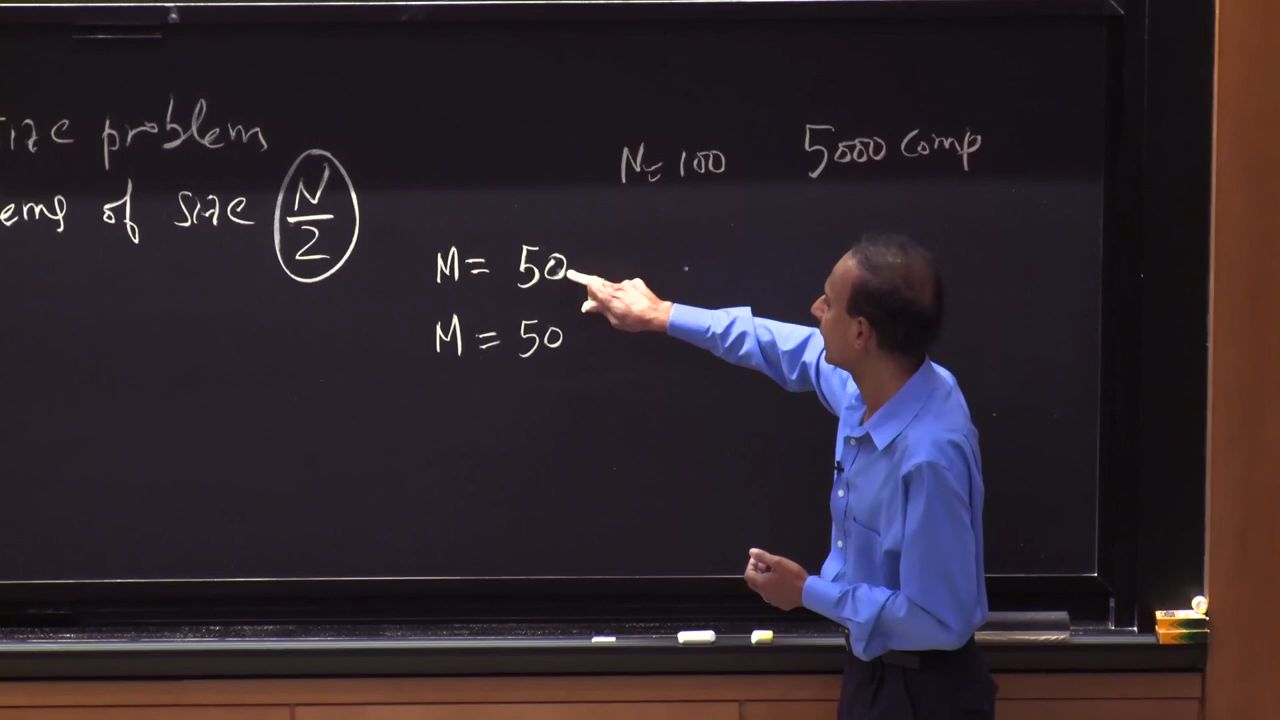 size problem
ems of size N/2
N = 100 5000 Comp
M = 50
M = 50